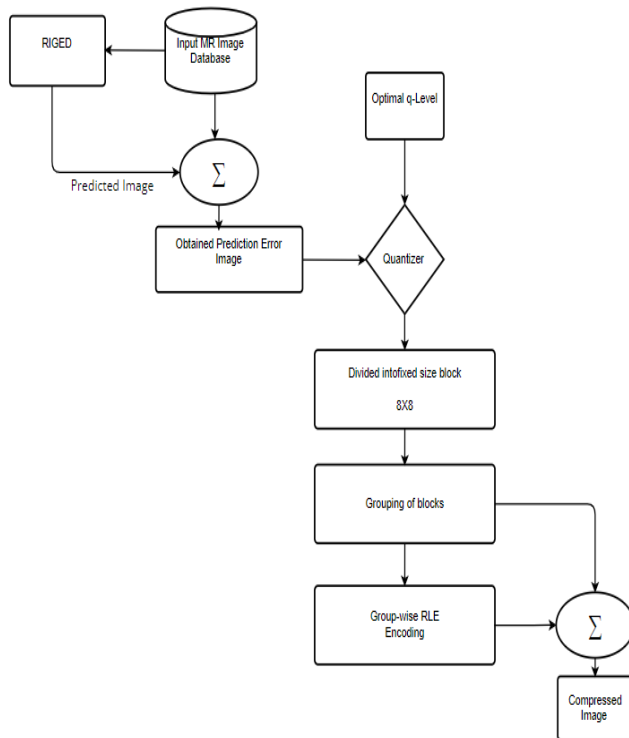 RIGED
Input MR Image
Database
Optimal q-Level
∑
Predicted Image
Obtained Prediction Error
Image
Quantizer
Divided intofixed size block
8X8
Grouping of blocks
Group-wise RLE
Encoding
∑
Compressed
Image